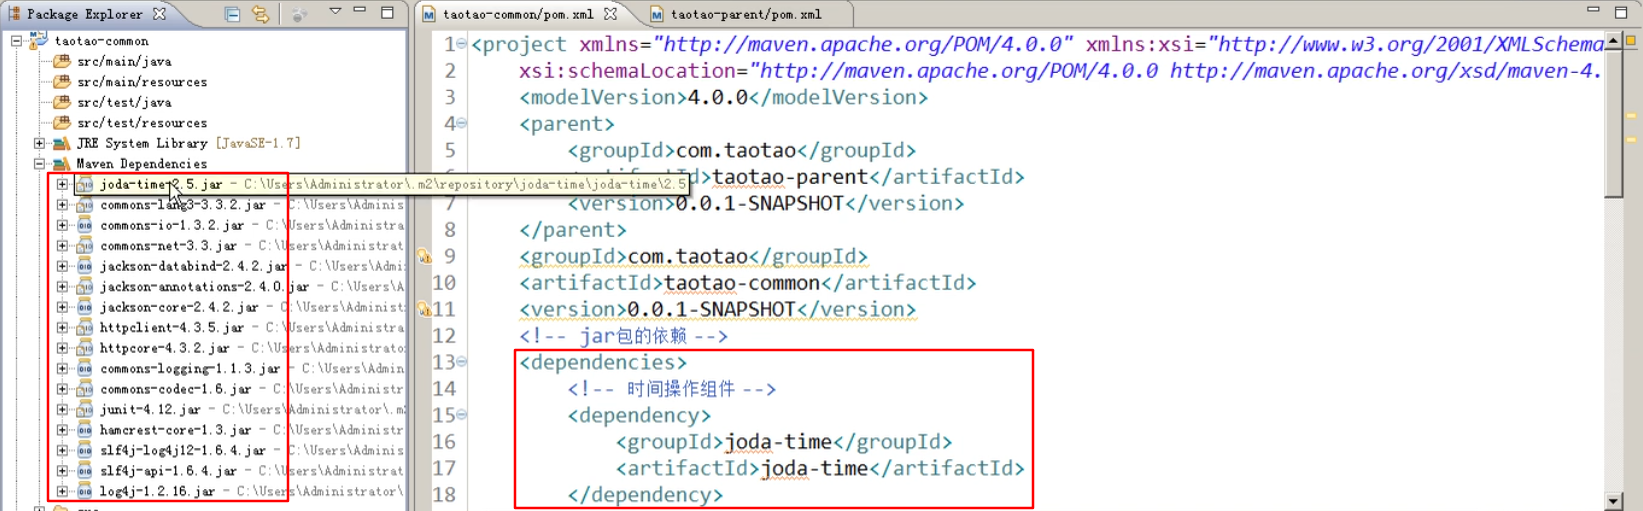 Package Explorer
taotao-common
src/main/java
src/main/resources
src/test/java
src/test/resources
JRE System Library [JavaSE-1.7]
Maven Dependencies
joda-time-2.5.jar - C:\Users\Administrator\.m2\repository\joda-time\joda-time\2.5
commons-lang3-3.3.2.jar - C:\Users\Adminis
commons-io-1.3.2.jar - C:\Users\Administra
commons-net-3.3.jar - C:\Users\Administrat
jackson-databind-2.4.2.jar - C:\Users\Admi
jackson-annotations-2.4.0.jar - C:\Users\A
jackson-core-2.4.2.jar - C:\Users\Administ
httpclient-4.3.5.jar - C:\Users\Administra
httpcore-4.3.2.jar - C:\Users\Administrato
commons-logging-1.1.3.jar - C:\Users\Admin
commons-codec-1.6.jar - C:\Users\Administr
junit-4.12.jar - C:\Users\Administrator\.m
hamcrest-core-1.3.jar - C:\Users\Administr
slf4j-log4j12-1.6.4.jar - C:\Users\Adminis
slf4j-api-1.6.4.jar - C:\Users\Administrat
log4j-1.2.16.jar - C:\Users\Administrator\
taotao-common/pom.xml
taotao-parent/pom.xml
1 <project xmlns="http://maven.apache.org/POM/4.0.0" xmlns:xsi="http://www.w3.org/2001/XMLSchema
2 xsi:schemaLocation="http://maven.apache.org/POM/4.0.0 http://maven.apache.org/xsd/maven-4.
3 <modelVersion>4.0.0</modelVersion>
4 <parent>
5 <groupId>com.taotao</groupId>
tId>taotao-parent</artifactId>
7 <version>0.0.1-SNAPSHOT</version>
8 </parent>
9 <groupId>com.taotao</groupId>
10 <artifactId>taotao-common</artifactId>
11 <version>0.0.1-SNAPSHOT</version>
12 <!-- jar包的依赖 -->
13 <dependencies>
14 <!-- 时间操作组件 -->
15 <dependency>
16 <groupId>joda-time</groupId>
17 <artifactId>joda-time</artifactId>
18 </dependency>